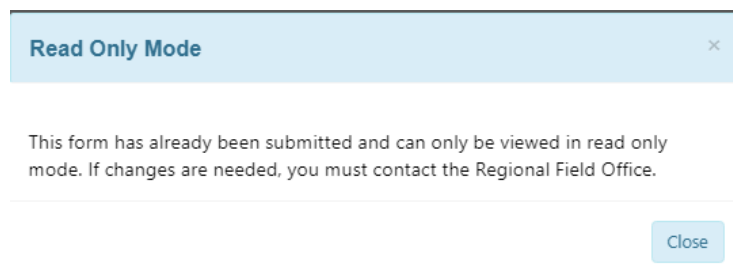 Read Only Mode
×
This form has already been submitted and can only be viewed in read only
mode. If changes are needed, you must contact the Regional Field Office.
Close